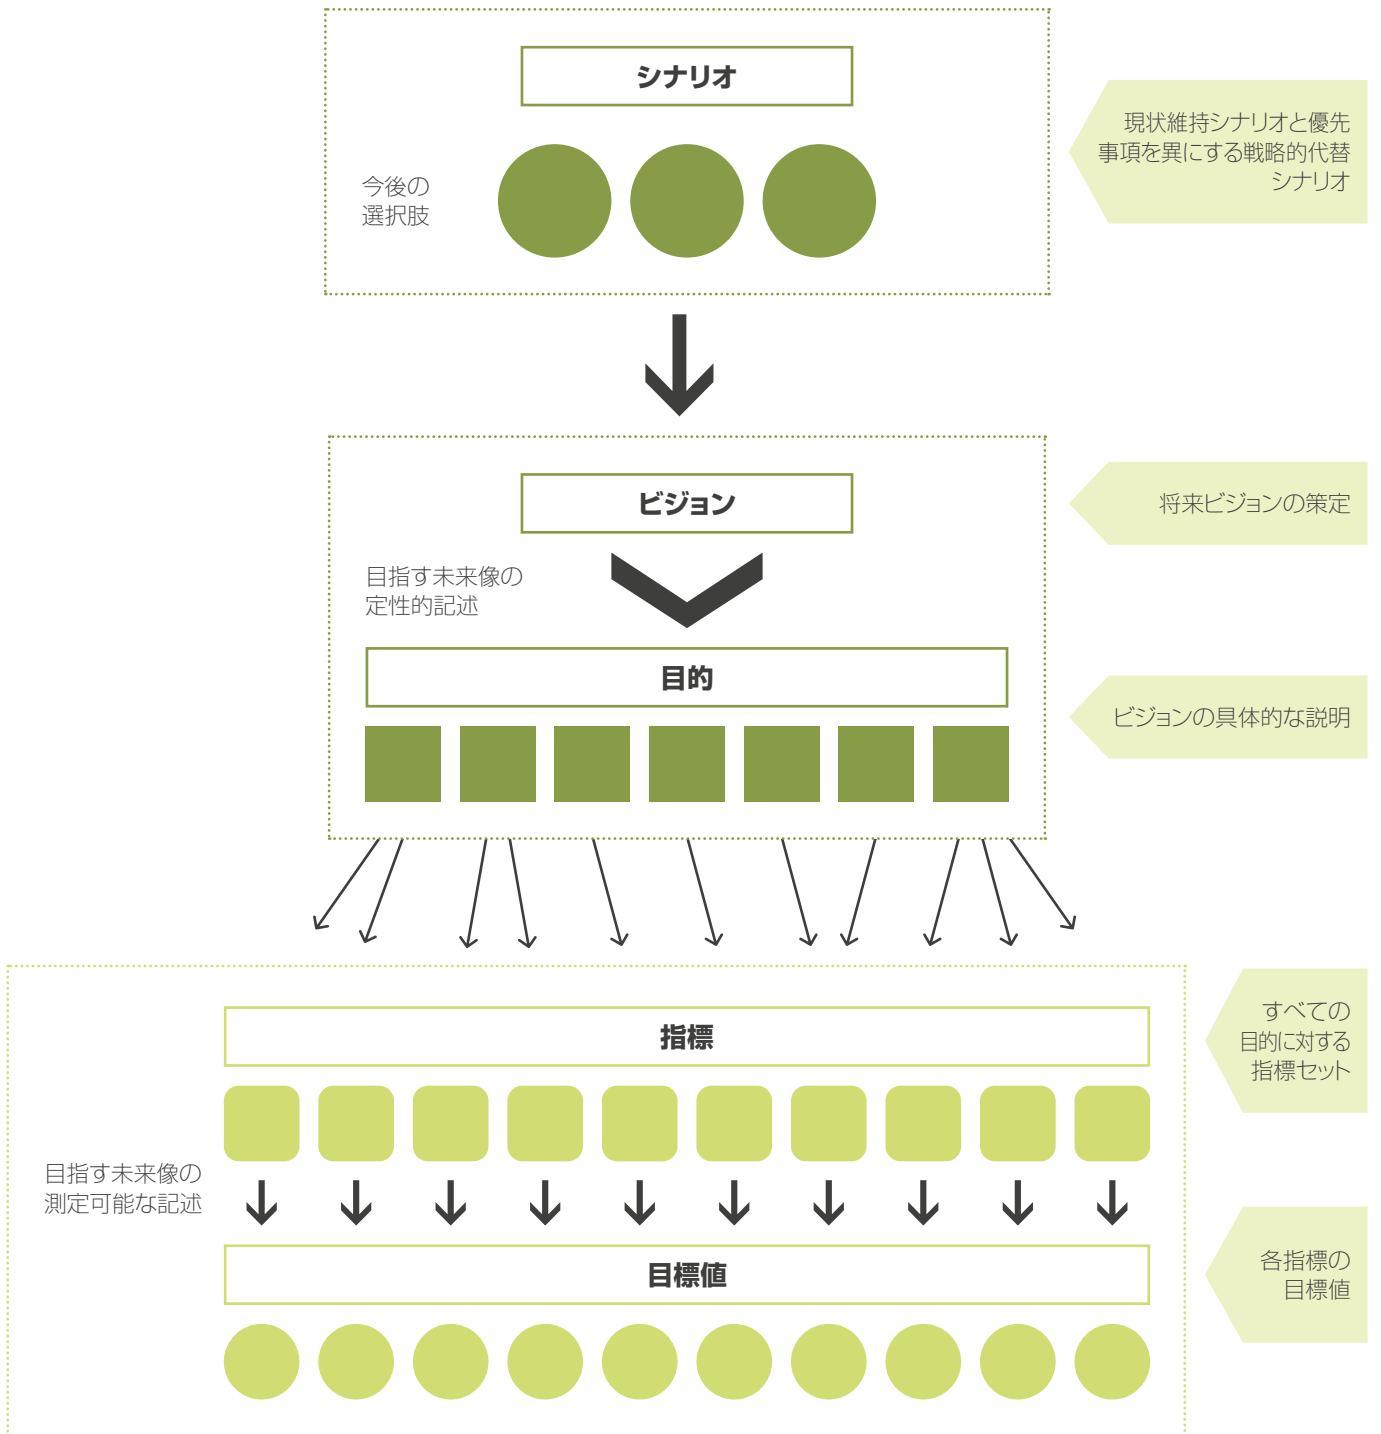 シナリオ
現状維持シナリオと優先
事項を異にする戦略的代替
シナリオ
今後の
選択肢
ビジョン
将来ビジョンの策定
目指す未来像の
定性的記述
目的
ビジョンの具体的な説明
指標
すべての
目的に対する
指標セット
目指す未来像の
測定可能な記述
目標値
各指標の
目標値